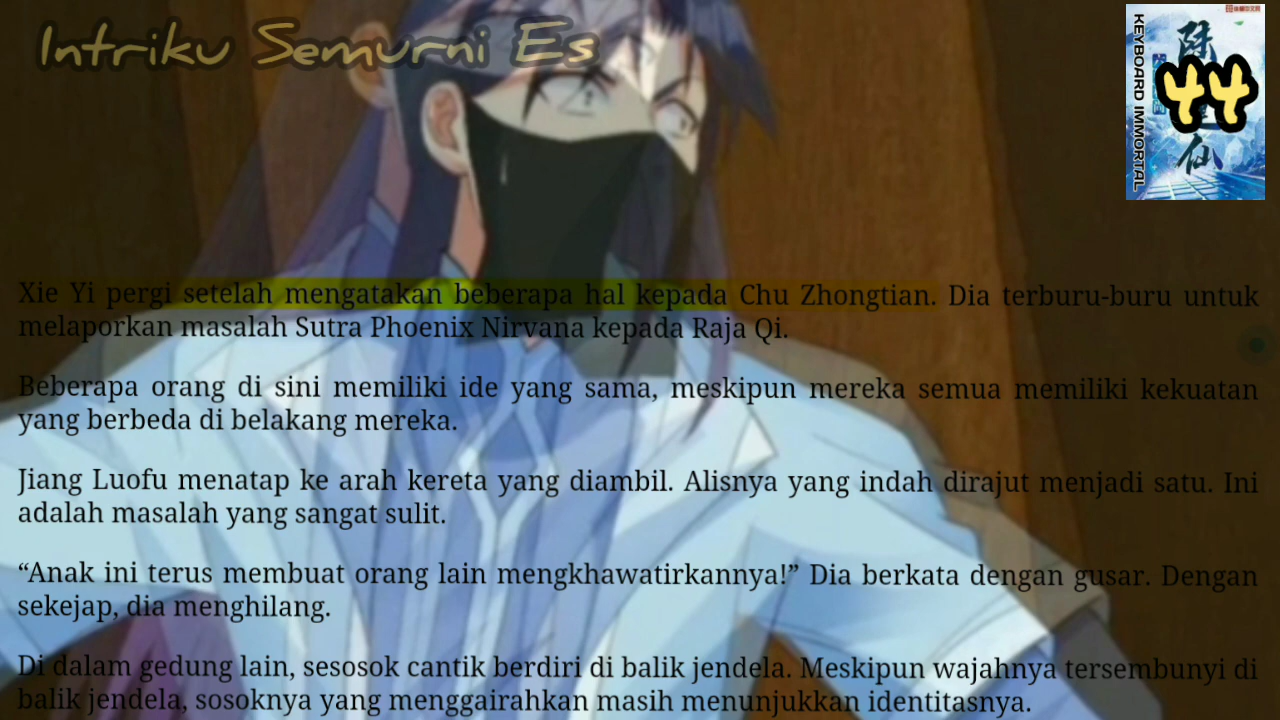 Intriku Semurni Es
KEYBOARD IMMORTAL
44
仙
Xie Yi pergi setelah mengatakan beberapa hal kepada Chu Zhongtian. Dia terburu-buru untuk
melaporkan masalah Sutra Phoenix Nirvana kepada Raja Qi.
Beberapa orang di sini memiliki ide yang sama, meskipun mereka semua memiliki kekuatan
yang berbeda di belakang mereka.
Jiang Luofu menatap ke arah kereta yang diambil. Alisnya yang indah dirajut menjadi satu. Ini
adalah masalah yang sangat sulit.
“Anak ini terus membuat orang lain mengkhawatirkannya!” Dia berkata dengan gusar. Dengan
sekejap, dia menghilang.
Di dalam gedung lain, sesosok cantik berdiri di balik jendela. Meskipun wajahnya tersembunyi di
balik jendela, sosoknya yang menggairahkan masih menunjukkan identitasnya.